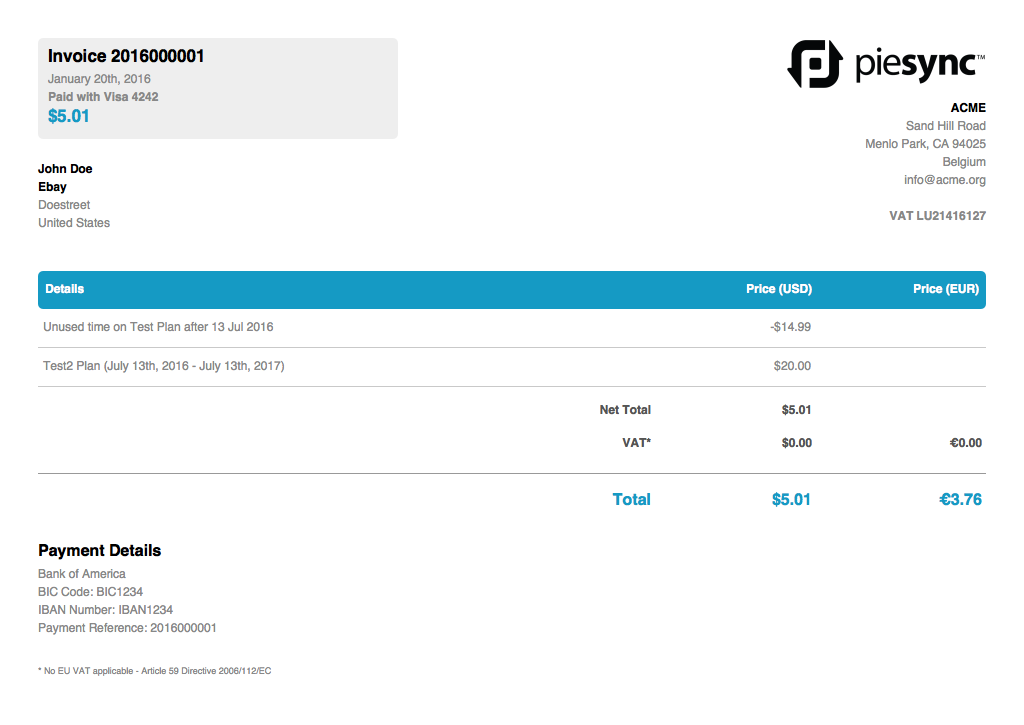 Invoice 2016000001
January 20th, 2016
Paid with Visa 4242
$5.01
piesync™
ACME
Sand Hill Road
Menlo Park, CA 94025
Belgium
info@acme.org
VAT LU21416127
John Doe
Ebay
Doestreet
United States
Details Price (USD) Price (EUR)
Unused time on Test Plan after 13 Jul 2016 -$14.99
Test2 Plan (July 13th, 2016 - July 13th, 2017) $20.00
Net Total $5.01
VAT* $0.00 €0.00
Total $5.01 €3.76
Payment Details
Bank of America
BIC Code: BIC1234
IBAN Number: IBAN1234
Payment Reference: 2016000001
* No EU VAT applicable - Article 59 Directive 2006/112/EC